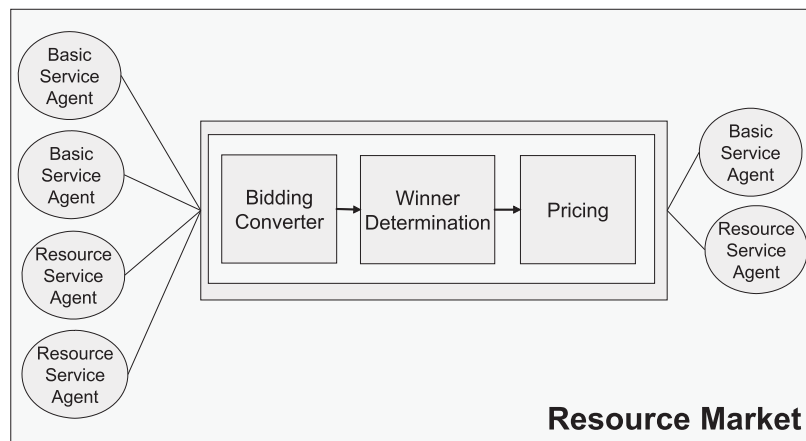 Basic
Service
Agent
Basic
Service
Agent
Resource
Service
Agent
Resource
Service
Agent
Bidding
Converter
Winner
Determination
Pricing
Basic
Service
Agent
Resource
Service
Agent
Resource Market